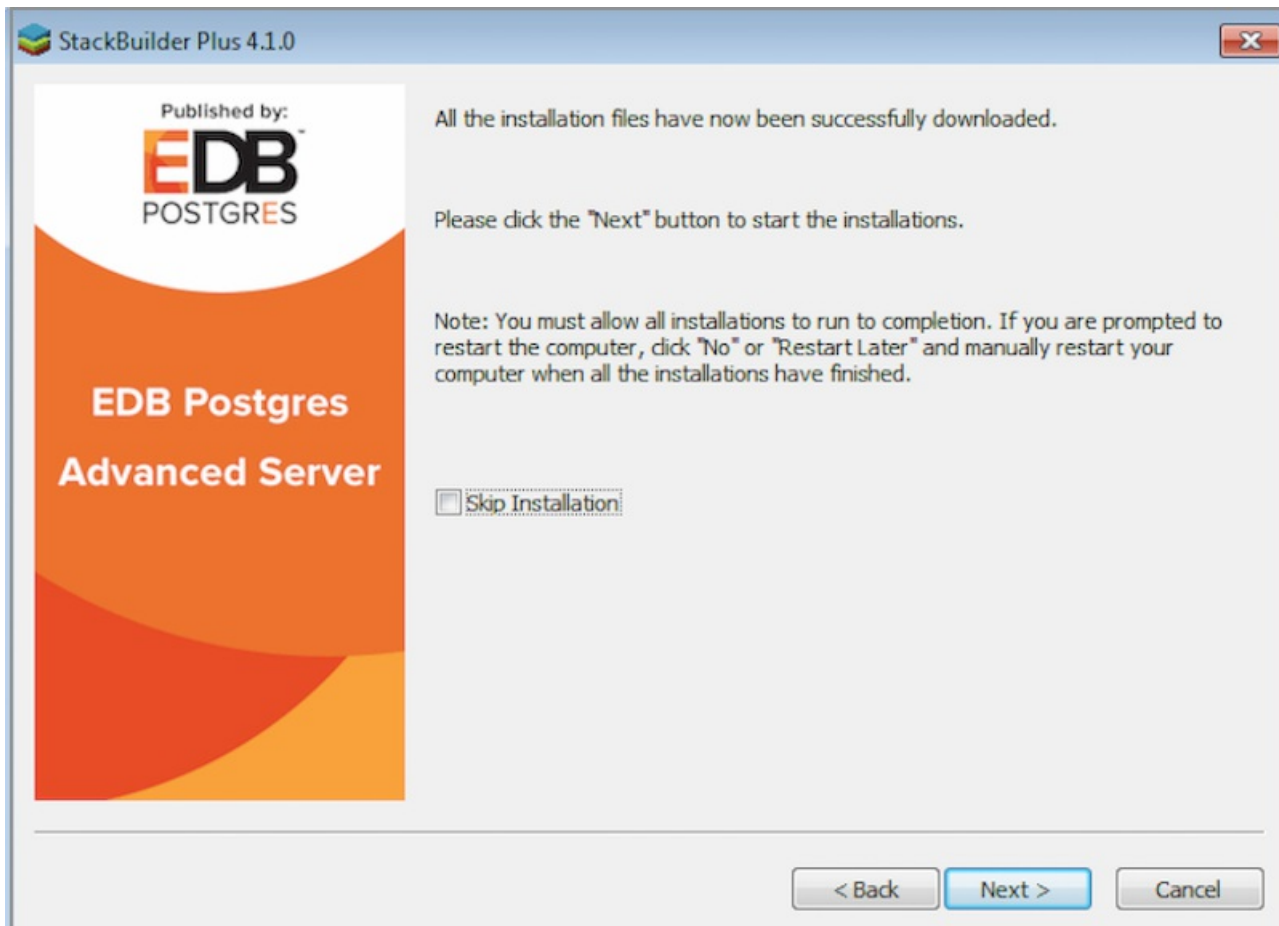 StackBuilder Plus 4.1.0
Published by:
EDB™
POSTGRES
EDB Postgres
Advanced Server
All the installation files have now been successfully downloaded.
Please click the "Next" button to start the installations.
Note: You must allow all installations to run to completion. If you are prompted to
restart the computer, click "No" or "Restart Later" and manually restart your
computer when all the installations have finished.
Skip Installation
< Back
Next >
Cancel